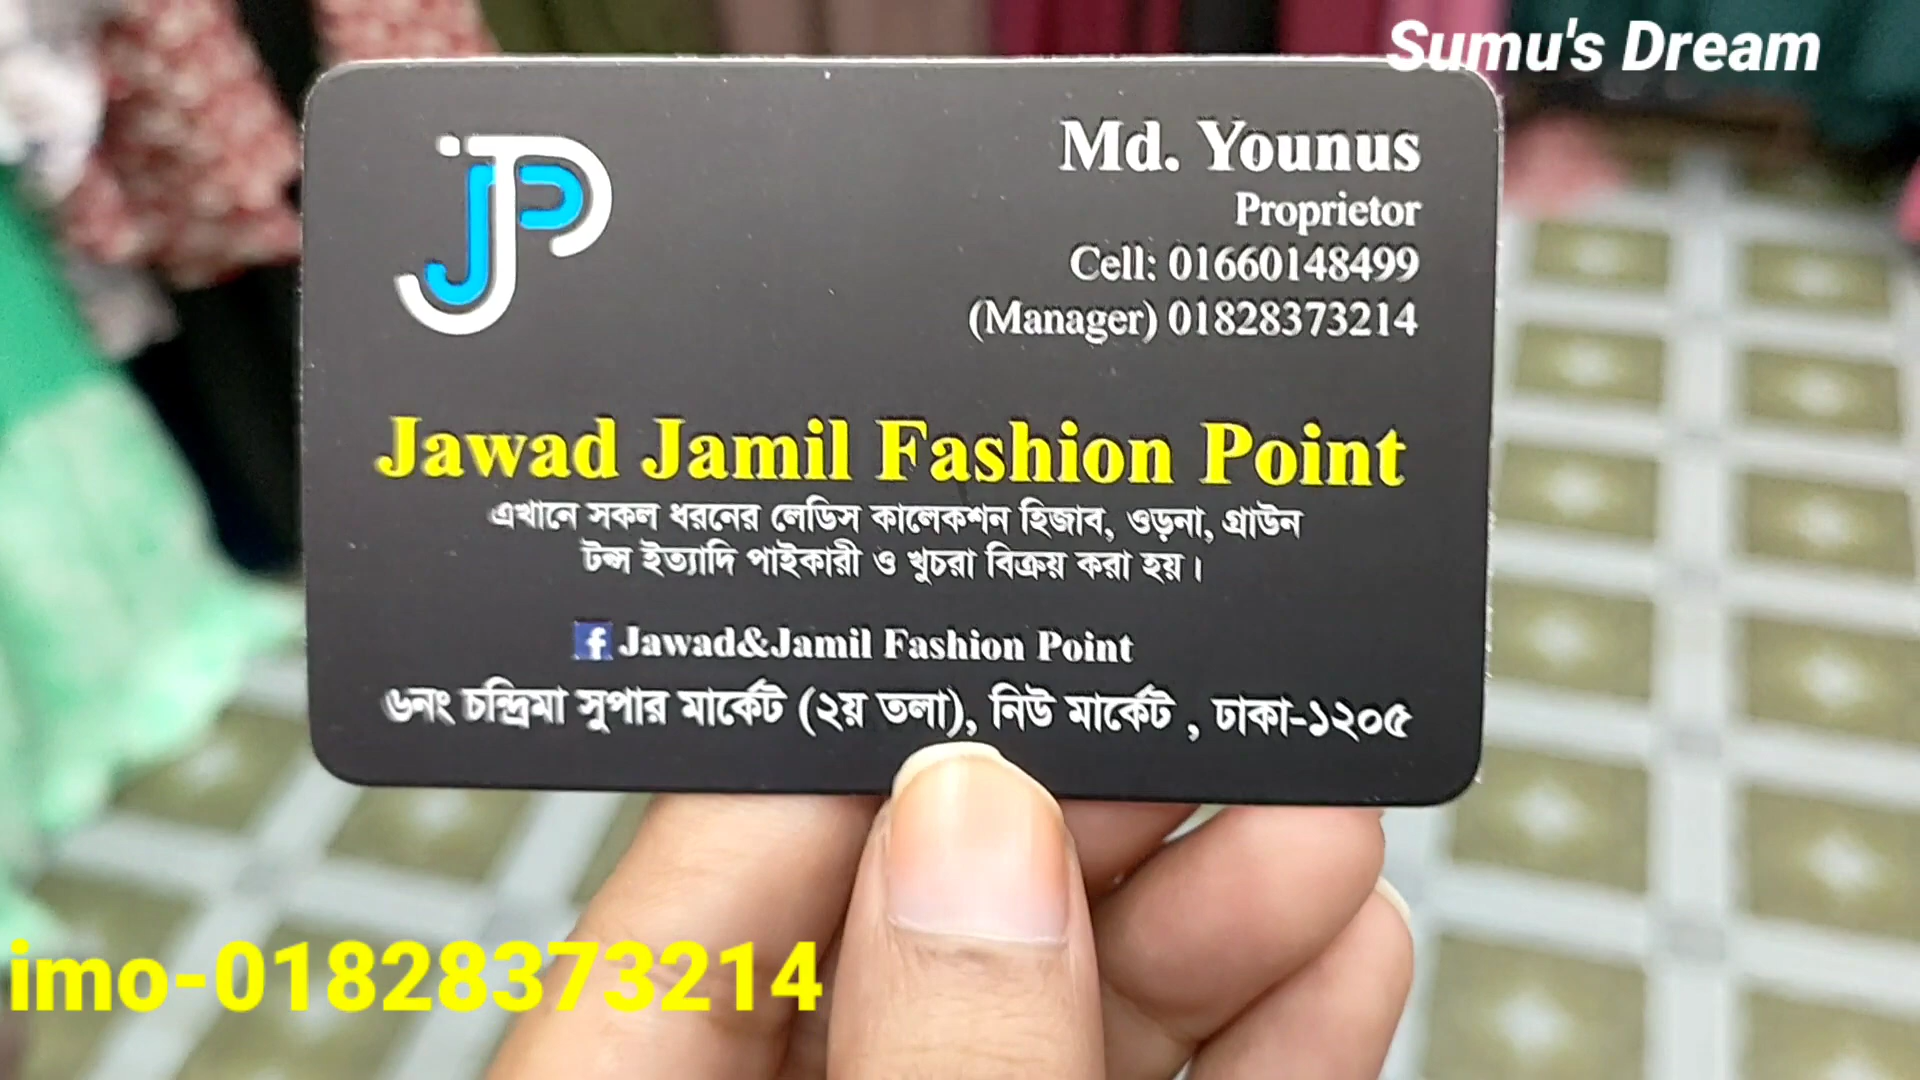 Sumu's Dream
JP
Md. Younus
Proprietor
Cell: 01660148499
(Manager) 01828373214
Jawad Jamil Fashion Point
এখানে সকল ধরনের লেডিস কালেকশন হিজাব, ওড়না, গ্রাউন
টন্স ইত্যাদি পাইকারী ও খুচরা বিক্রয় করা হয়।
f Jawad&Jamil Fashion Point
৬নং চন্দ্রিমা সুপার মার্কেট (২য় তলা), নিউ মার্কেট , ঢাকা-১২০৫
imo-01828373214